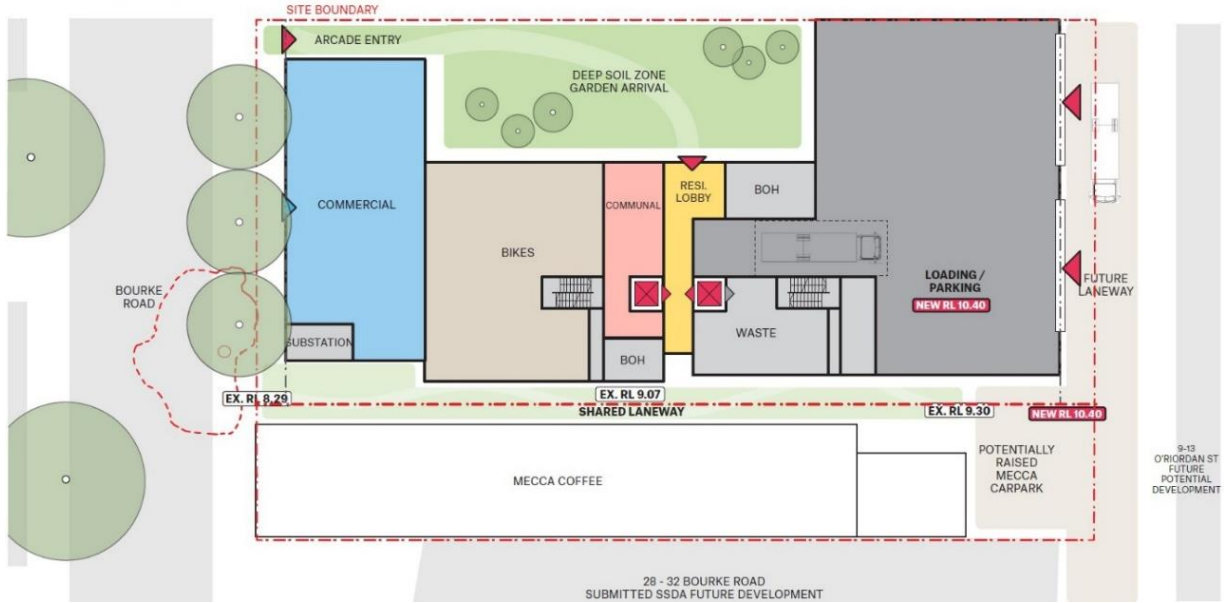 SITE BOUNDARY
ARCADE ENTRY
DEEP SOIL ZONE
GARDEN ARRIVAL
COMMERCIAL
COMMUNAL
RESI.
LOBBY
BOH
BIKES
BOURKE
ROAD
LOADING /
PARKING
NEW RL 10.40
FUTURE
LANEWAY
SUBSTATION
WASTE
BOH
EX. RL 8.29
EX. RL 9.07
SHARED LANEWAY
EX. RL 9.30
NEW RL 10.40
MECCA COFFEE
POTENTIALLY
RAISED
MECCA
CARPARK
9-13
O'RIORDAN ST
FUTURE
POTENTIAL
DEVELOPMENT
28 - 32 BOURKE ROAD
SUBMITTED SSDA FUTURE DEVELOPMENT